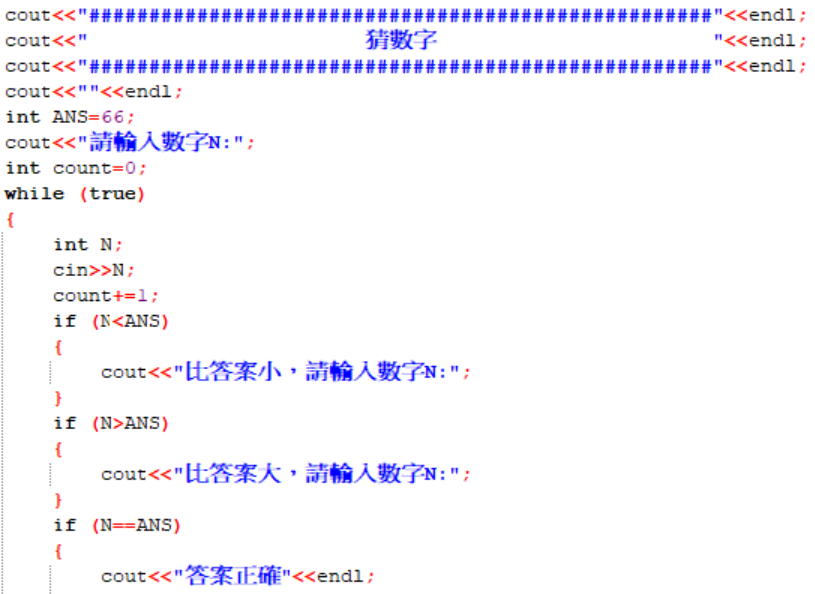 cout<<"####################################################"<<endl;
cout<<"                       猜數字                       "<<endl;
cout<<"####################################################"<<endl;
cout<<""<<endl;
int ANS=66;
cout<<"請輸入數字N:";
int count=0;
while (true)
{
    int N;
    cin>>N;
    count+=1;
    if (N<ANS)
    {
        cout<<"比答案小，請輸入數字N:";
    }
    if (N>ANS)
    {
        cout<<"比答案大，請輸入數字N:";
    }
    if (N==ANS)
    {
        cout<<"答案正確"<<endl;